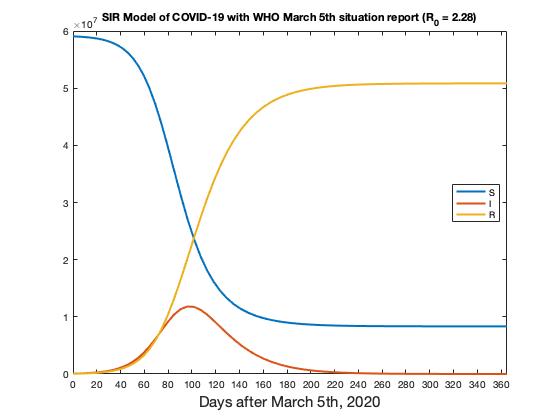 SIR Model of COVID-19 with WHO March 5th situation report (R0 = 2.28)
×10^7
6
5
4
3
2
1
0
S
I
R
0 20 40 60 80 100 120 140 160 180 200 220 240 260 280 300 320 340 360
Days after March 5th, 2020